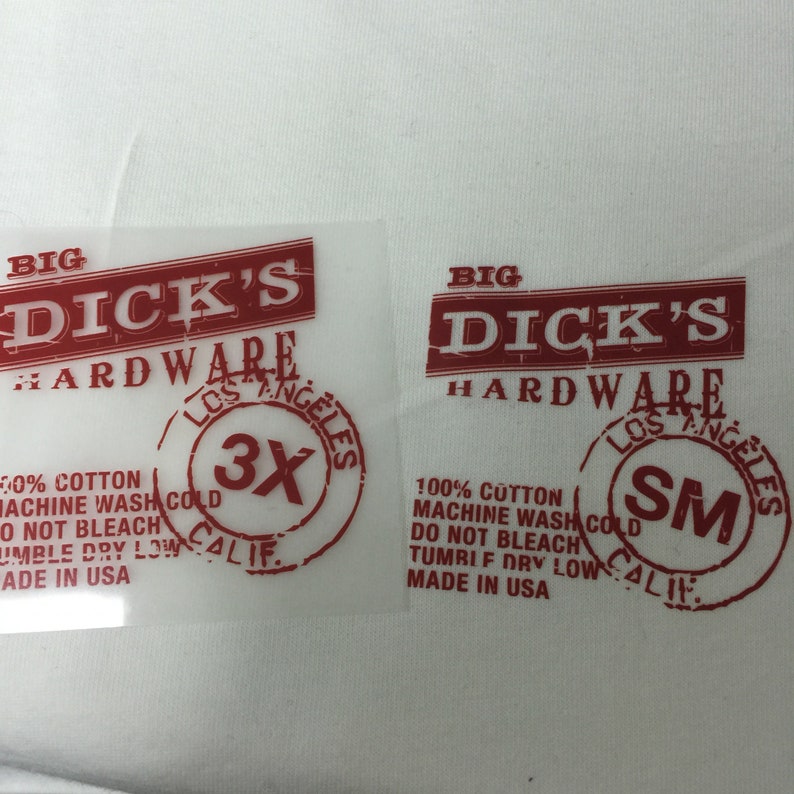 BIG
DICK'S
HARDWARE
LOS ANGELES
3X
CALIF.
100% COTTON
MACHINE WASH COLD
DO NOT BLEACH
TUMBLE DRY LOW
MADE IN USA
BIG
DICK'S
HARDWARE
LOS ANGELES
SM
CALIF.
100% COTTON
MACHINE WASH COLD
DO NOT BLEACH
TUMBLE DRY LOW
MADE IN USA